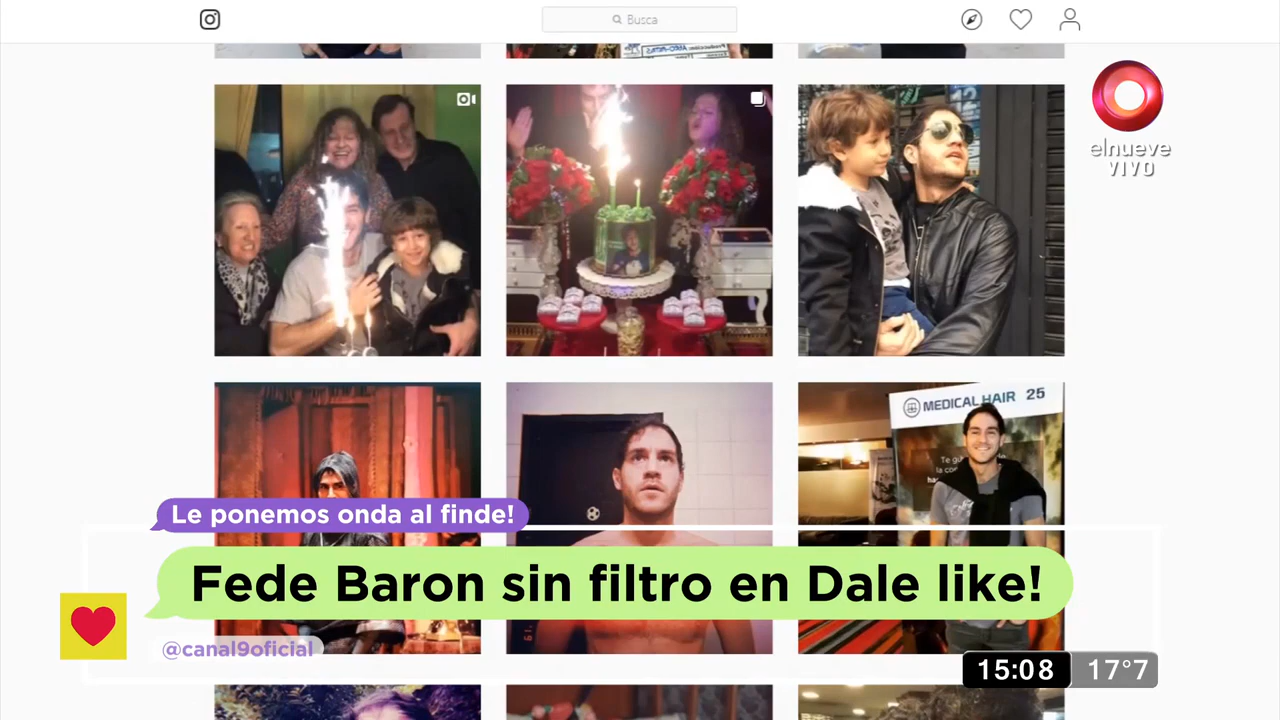 Busca
elnueve
VIVO
MEDICAL HAIR 25
Le ponemos onda al finde!
Fede Baron sin filtro en Dale like!
@canal9oficial
15:08 17°7